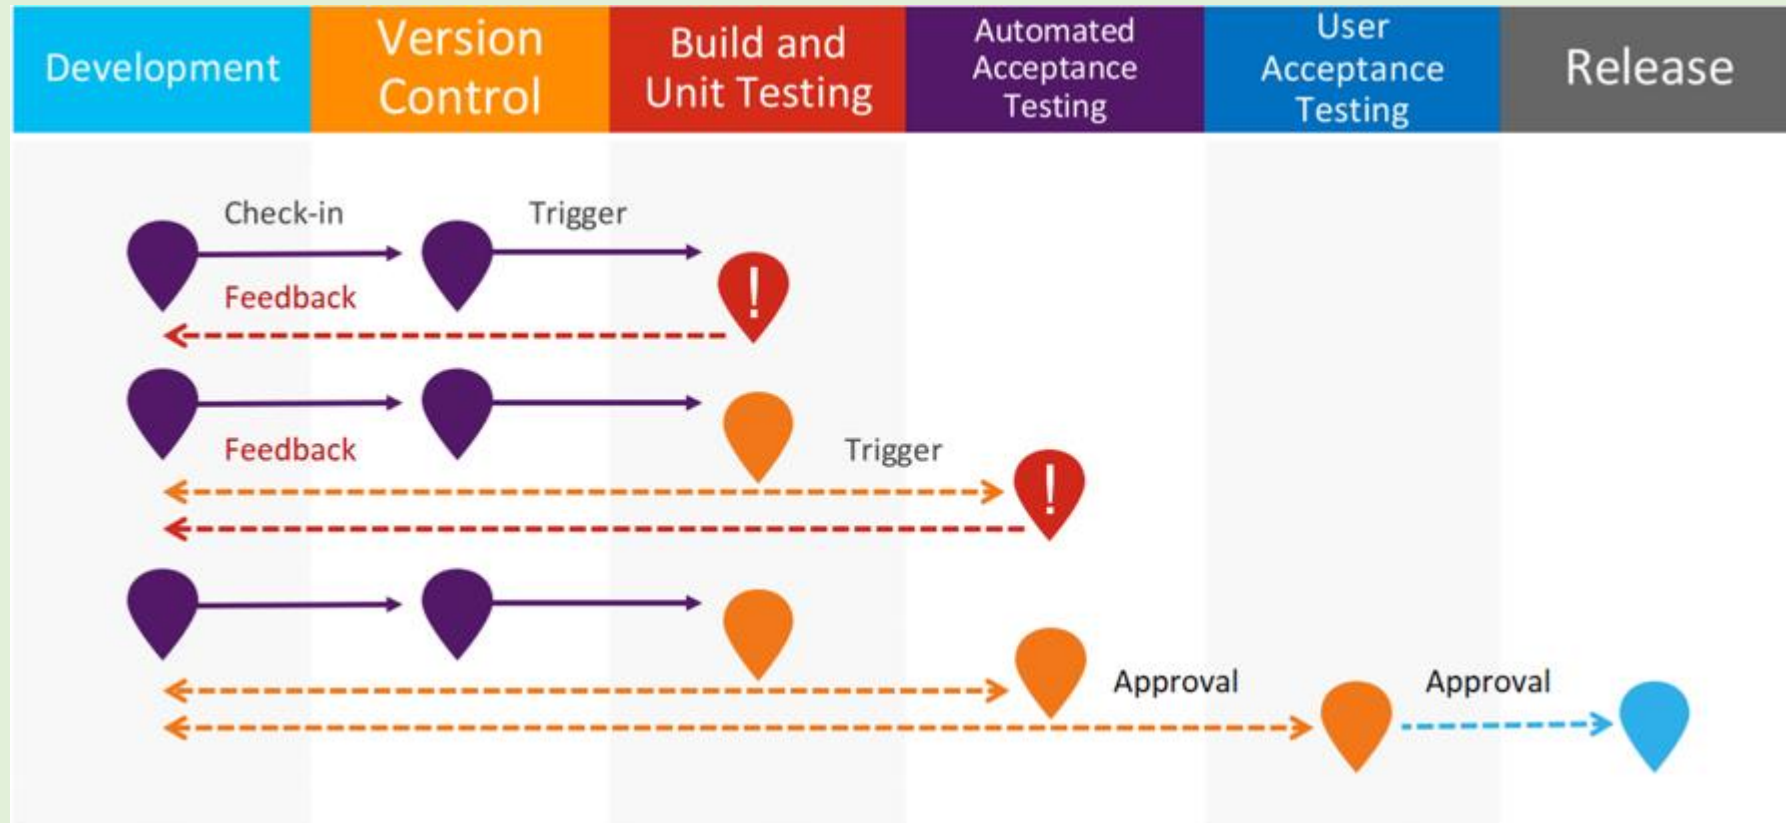 Development
Version
Control
Build and
Unit Testing
Automated
Acceptance
Testing
User
Acceptance
Testing
Release
Check-in
Trigger
!
Feedback
Feedback
Trigger
!
Approval
Approval